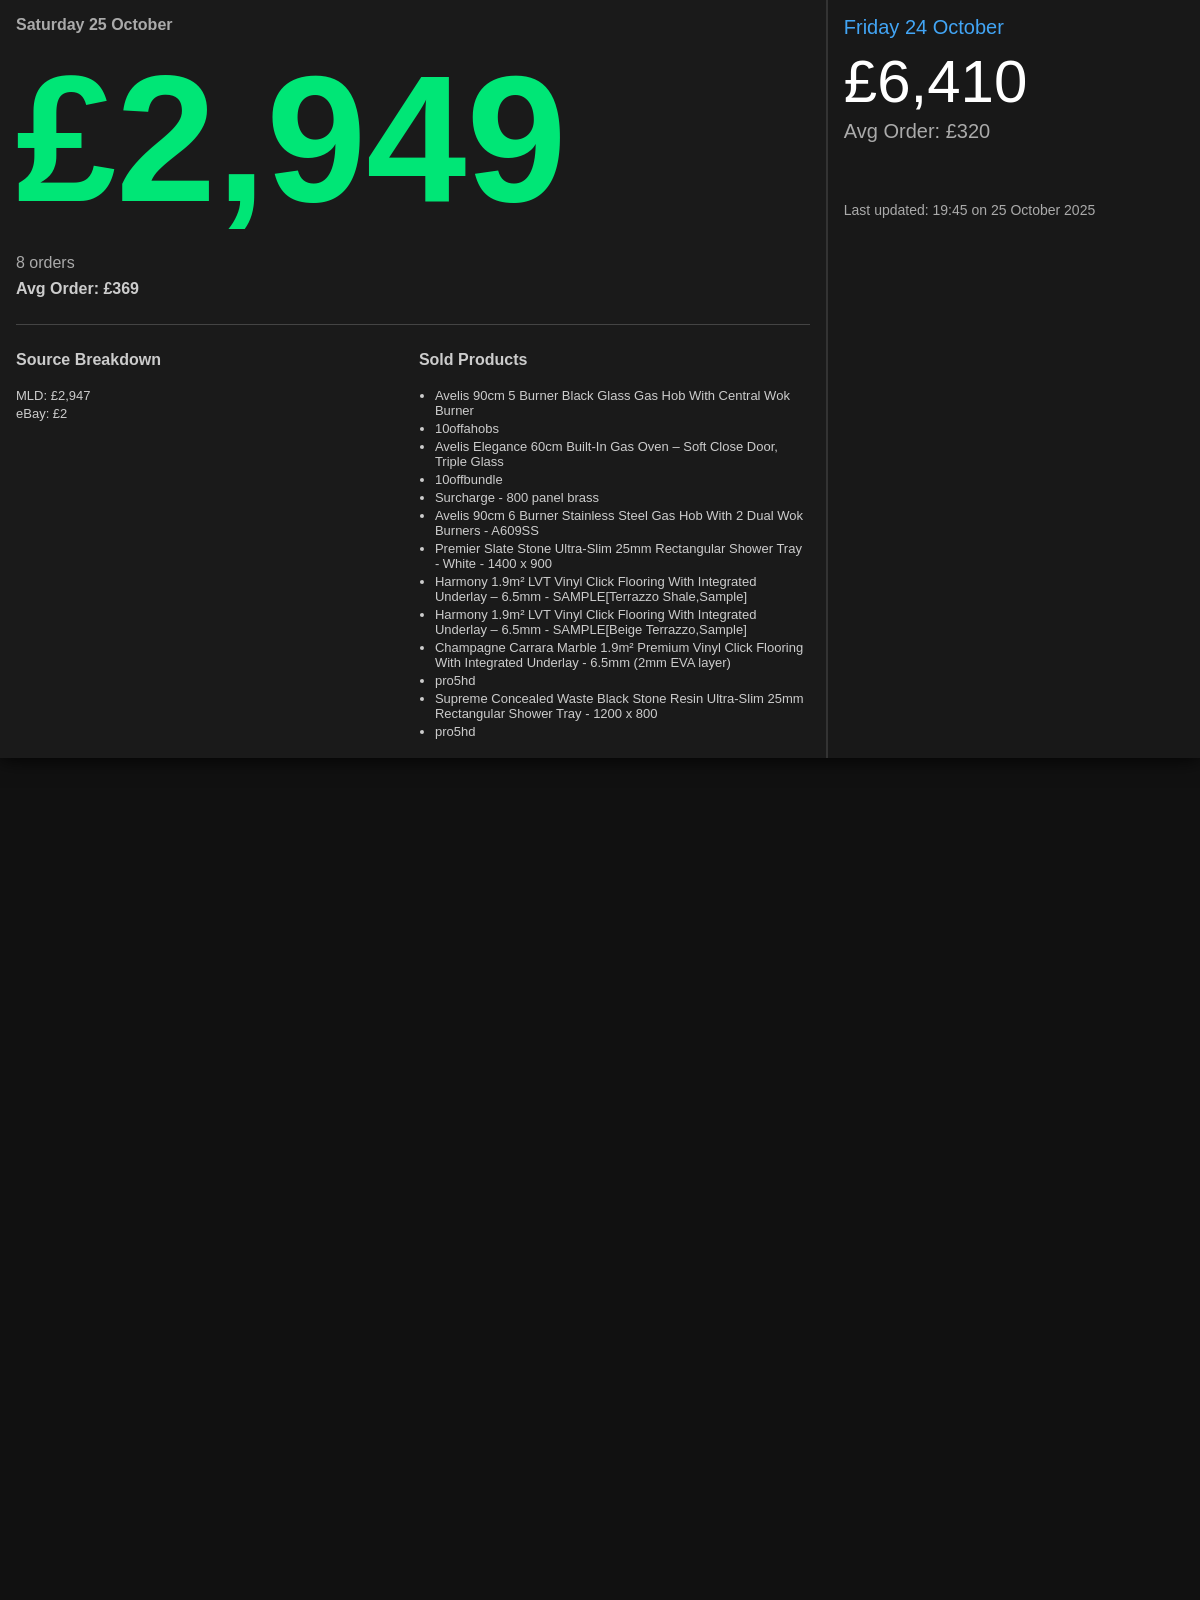 Saturday 25 October
£2,949
8 orders
Avg Order: £369
Source Breakdown
MLD: £2,947
eBay: £2
Sold Products
• Avelis 90cm 5 Burner Black Glass Gas Hob With Central Wok
Burner
• 10offahobs
• Avelis Elegance 60cm Built-In Gas Oven – Soft Close Door,
Triple Glass
• 10offbundle
• Surcharge - 800 panel brass
• Avelis 90cm 6 Burner Stainless Steel Gas Hob With 2 Dual Wok
Burners - A609SS
• Premier Slate Stone Ultra-Slim 25mm Rectangular Shower Tray
- White - 1400 x 900
• Harmony 1.9m² LVT Vinyl Click Flooring With Integrated
Underlay – 6.5mm - SAMPLE[Terrazzo Shale,Sample]
• Harmony 1.9m² LVT Vinyl Click Flooring With Integrated
Underlay – 6.5mm - SAMPLE[Beige Terrazzo,Sample]
• Champagne Carrara Marble 1.9m² Premium Vinyl Click Flooring
With Integrated Underlay - 6.5mm (2mm EVA layer)
• pro5hd
• Supreme Concealed Waste Black Stone Resin Ultra-Slim 25mm
Rectangular Shower Tray - 1200 x 800
• pro5hd
Friday 24 October
£6,410
Avg Order: £320
Last updated: 19:45 on 25 October 2025